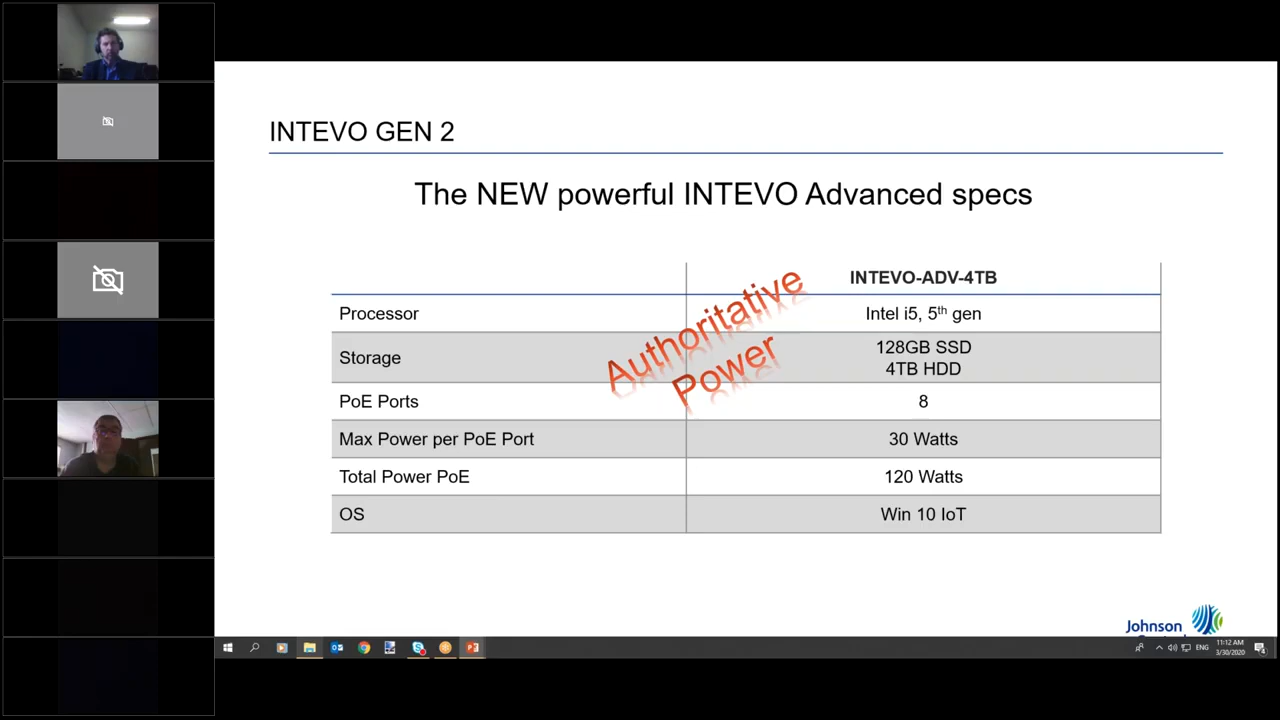 INTEVO GEN 2
The NEW powerful INTEVO Advanced specs
INTEVO-ADV-4TB
Processor
Intel i5, 5th gen
Storage
128GB SSD
4TB HDD
Authoritative
Power
PoE Ports
8
Max Power per PoE Port
30 Watts
Total Power PoE
120 Watts
OS
Win 10 IoT
Johnson
ENG
11:12 AM
3/30/2020